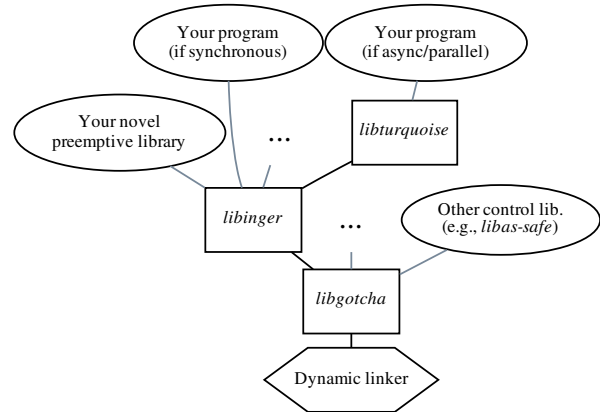 Your program
(if synchronous)
Your program
(if async/parallel)
Your novel
preemptive library
...
libturquoise
libinger
...
Other control lib.
(e.g., libas-safe)
libgotcha
Dynamic linker